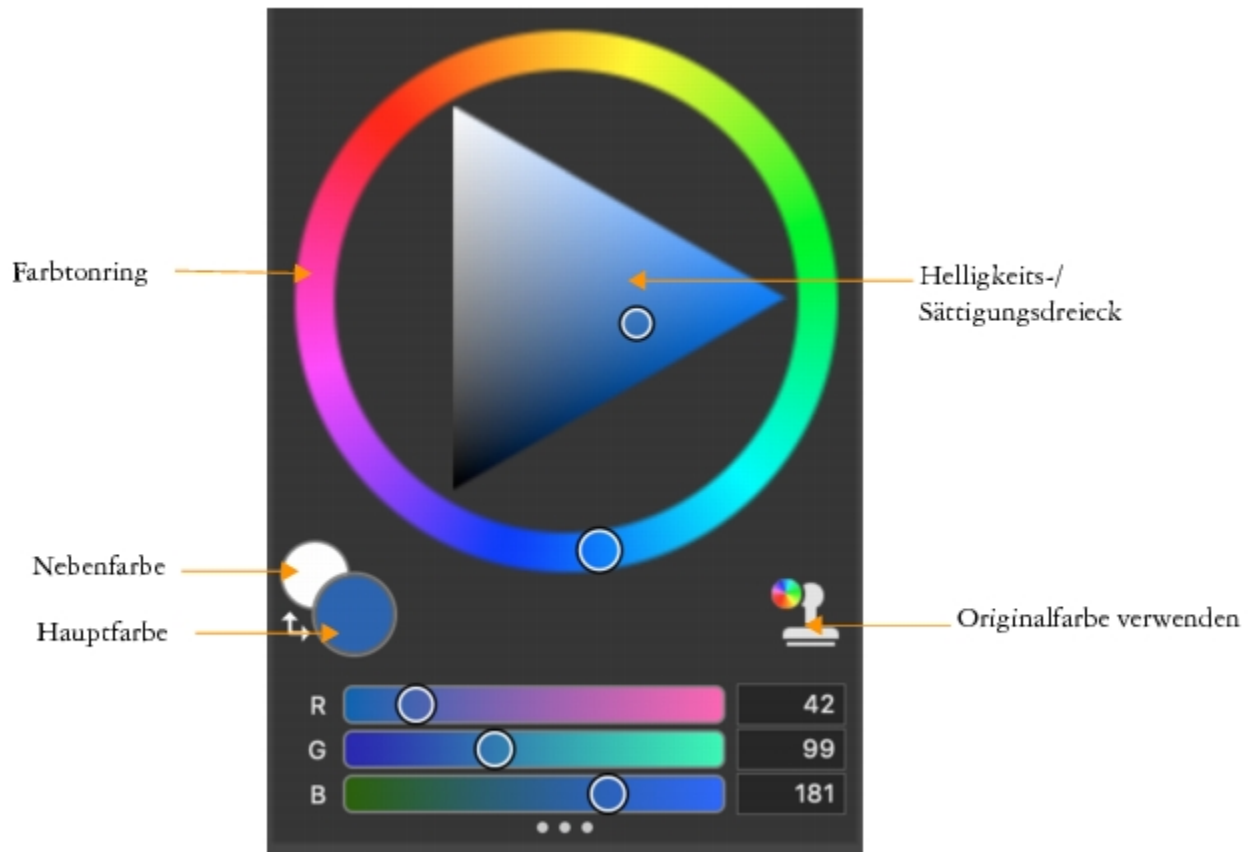 Farbtonring
Helligkeits-/
Sättigungsdreieck
Nebenfarbe
Hauptfarbe
Originalfarbe verwenden
R 42
G 99
B 181